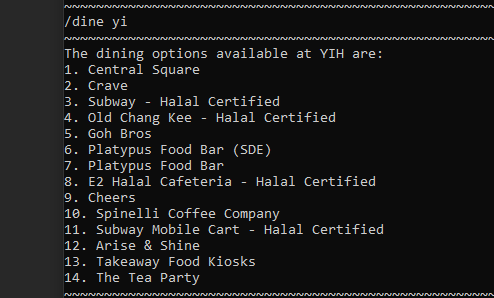 ~~~~~~~~~~~~~~~~~~~~~~~~~~~~~~~~~~~~~~~~~~~~~~~~~~~~~~
/dine yi
~~~~~~~~~~~~~~~~~~~~~~~~~~~~~~~~~~~~~~~~~~~~~~~~~~~~~~
The dining options available at YIH are:
1. Central Square
2. Crave
3. Subway - Halal Certified
4. Old Chang Kee - Halal Certified
5. Goh Bros
6. Platypus Food Bar (SDE)
7. Platypus Food Bar
8. E2 Halal Cafeteria - Halal Certified
9. Cheers
10. Spinelli Coffee Company
11. Subway Mobile Cart - Halal Certified
12. Arise & Shine
13. Takeaway Food Kiosks
14. The Tea Party
~~~~~~~~~~~~~~~~~~~~~~~~~~~~~~~~~~~~~~~~~~~~~~~~~~~~~~